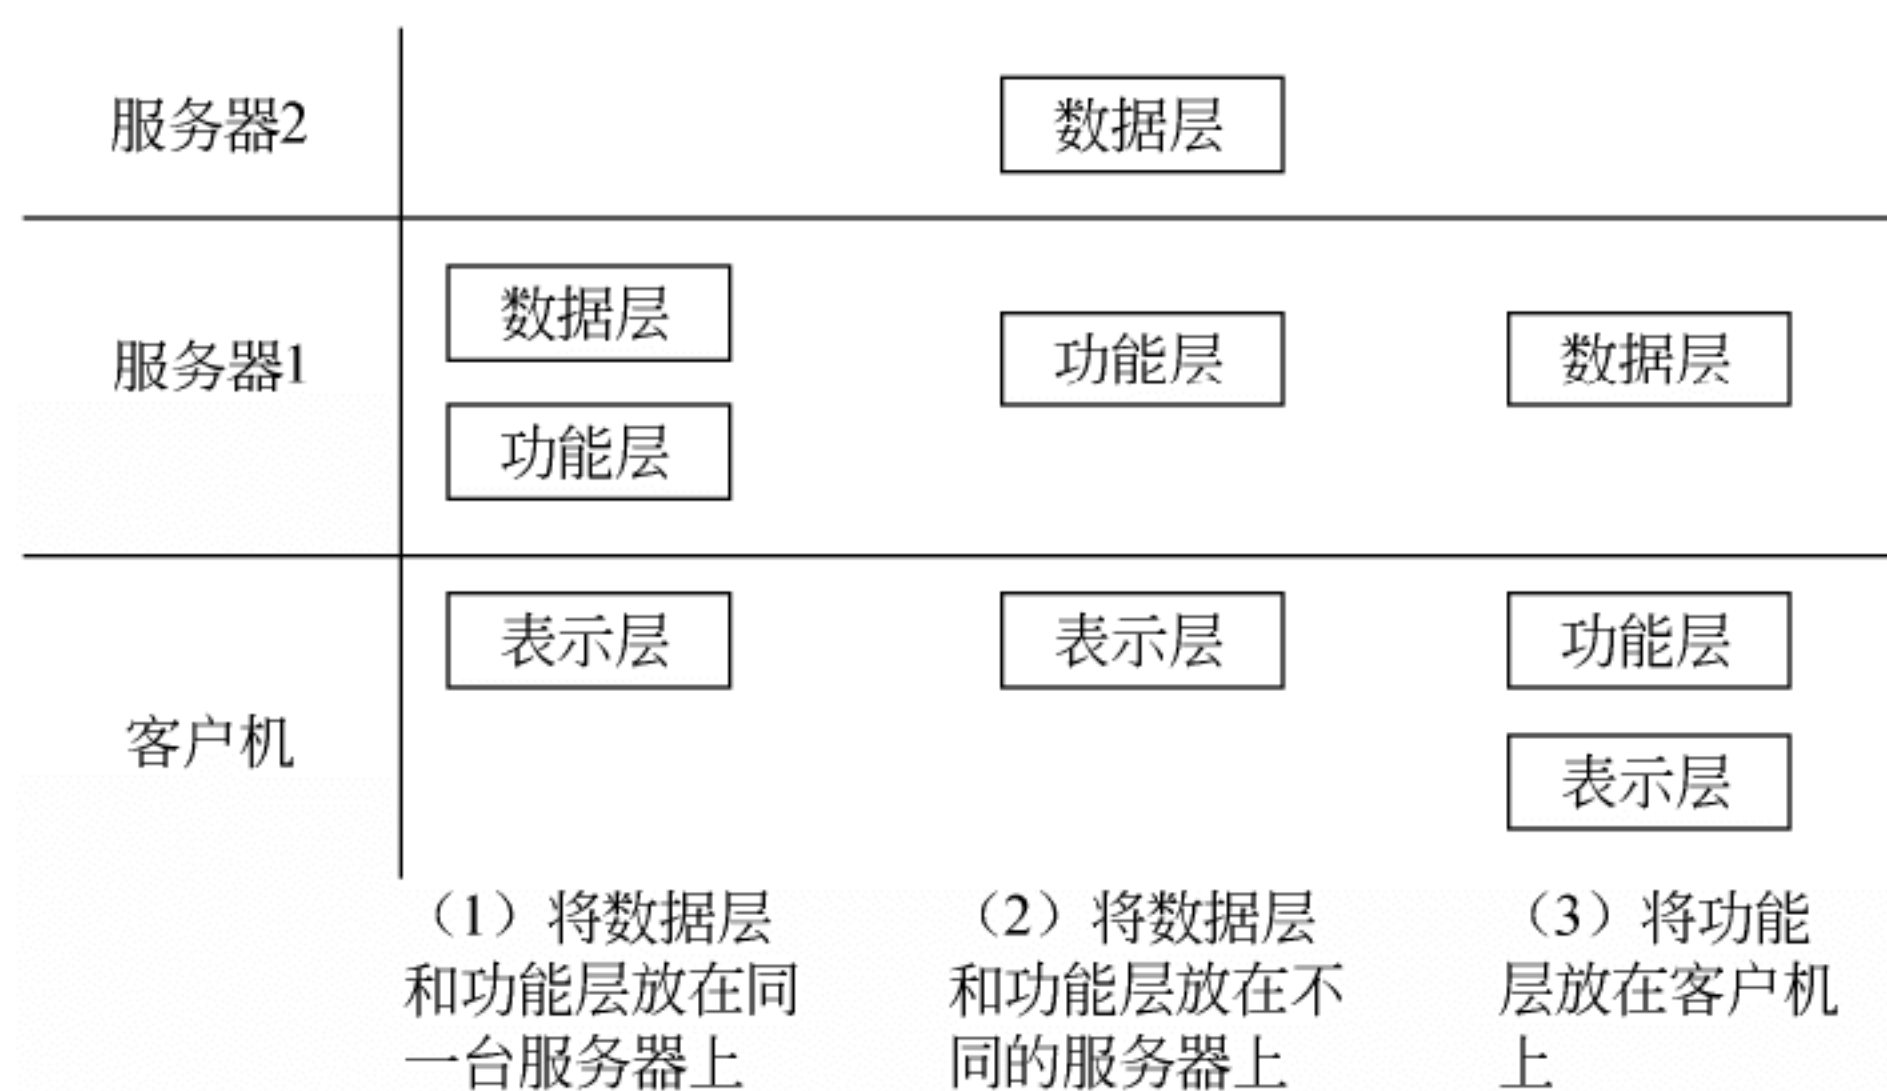 服务器2
数据层
服务器1
数据层
功能层
功能层
数据层
客户机
表示层
表示层
功能层
表示层
（1）将数据层
和功能层放在同
一台服务器上
（2）将数据层
和功能层放在不
同的服务器上
（3）将功能
层放在客户机
上